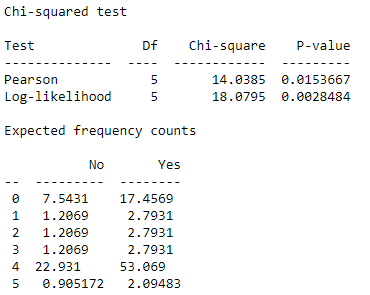 Chi-squared test
Test Df Chi-square P-value
-------------- ---- ------------ ---------
Pearson 5 14.0385 0.0153667
Log-likelihood 5 18.0795 0.0028484
Expected frequency counts
No Yes
-- --------- --------
0 7.5431 17.4569
1 1.2069 2.7931
2 1.2069 2.7931
3 1.2069 2.7931
4 22.931 53.069
5 0.905172 2.09483